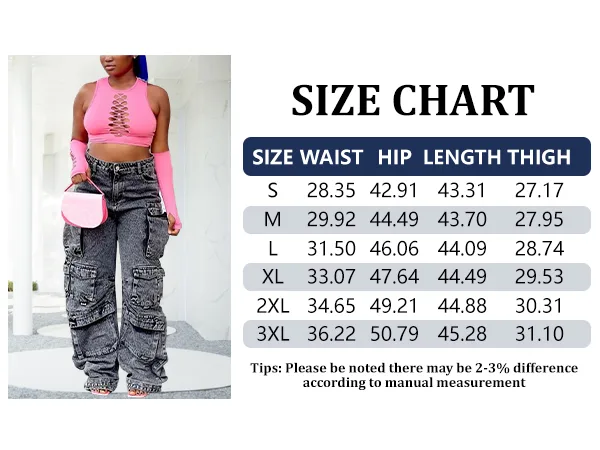 SIZE CHART
SIZE WAIST HIP LENGTH THIGH
S 28.35 42.91 43.31 27.17
M 29.92 44.49 43.70 27.95
L 31.50 46.06 44.09 28.74
XL 33.07 47.64 44.49 29.53
2XL 34.65 49.21 44.88 30.31
3XL 36.22 50.79 45.28 31.10
Tips: Please be noted there may be 2-3% difference
according to manual measurement